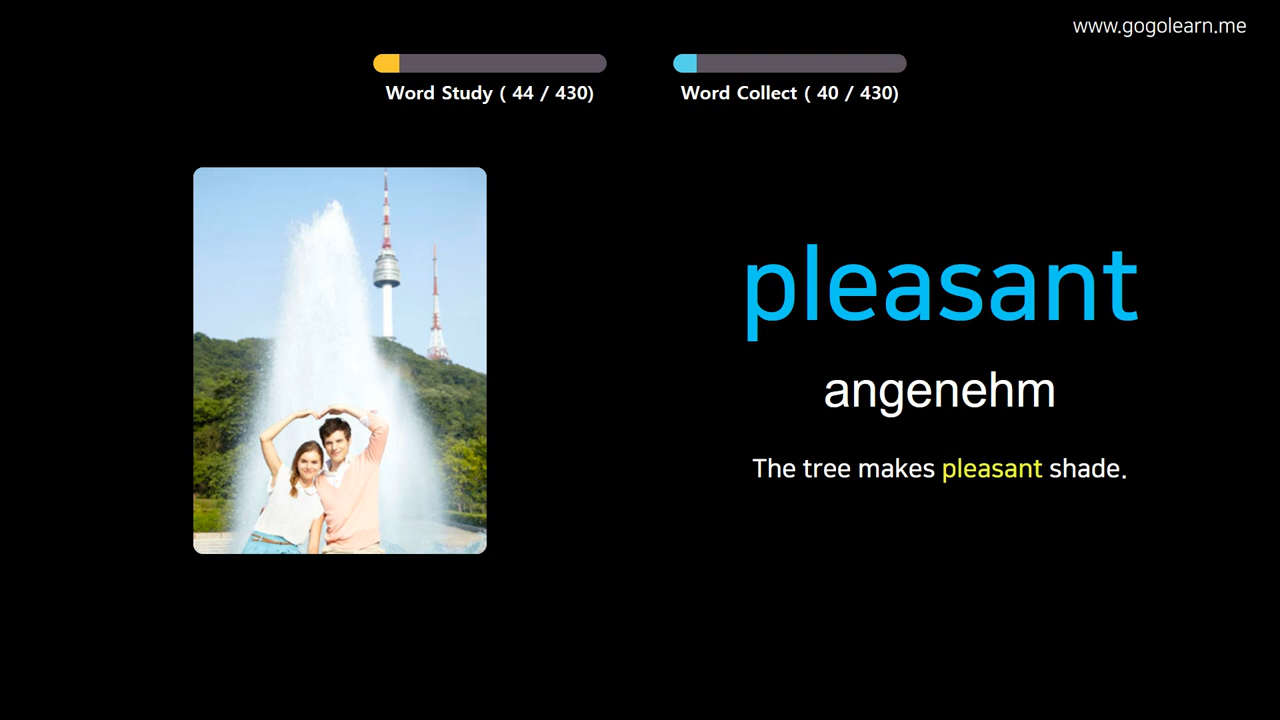 www.gogolearn.me
Word Study ( 44 / 430)
Word Collect ( 40 / 430)
pleasant
angenehm
The tree makes pleasant shade.